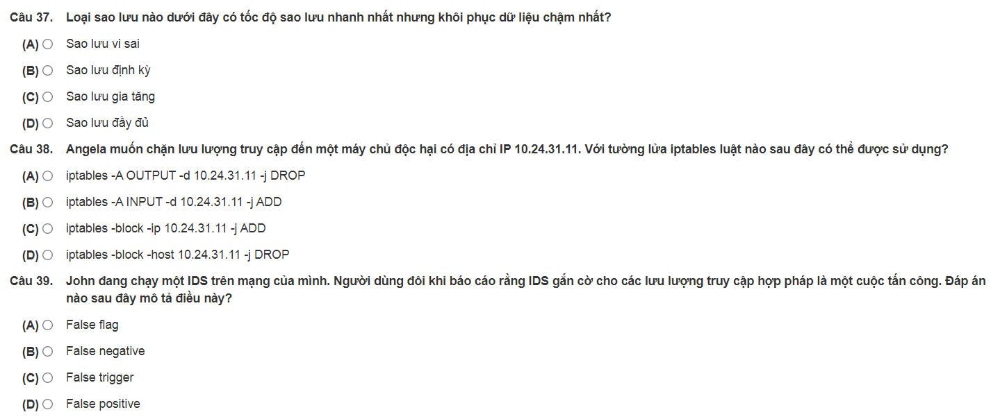 Câu 37. Loại sao lưu nào dưới đây có tốc độ sao lưu nhanh nhất nhưng khôi phục dữ liệu chậm nhất?
(A) Sao lưu vi sai
(B) Sao lưu định kỳ
(C) Sao lưu gia tăng
(D) Sao lưu đầy đủ
Câu 38. Angela muốn chặn lưu lượng truy cập đến một máy chủ độc hại có địa chỉ IP 10.24.31.11. Với tường lửa iptables luật nào sau đây có thể được sử dụng?
(A) iptables -A OUTPUT -d 10.24.31.11 -j DROP
(B) iptables -A INPUT -d 10.24.31.11 -j ADD
(C) iptables -block -ip 10.24.31.11 -j ADD
(D) iptables -block -host 10.24.31.11 -j DROP
Câu 39. John đang chạy một IDS trên mạng của mình. Người dùng đôi khi báo cáo rằng IDS gắn cờ cho các lưu lượng truy cập hợp pháp là một cuộc tấn công. Đáp án
nào sau đây mô tả điều này?
(A) False flag
(B) False negative
(C) False trigger
(D) False positive